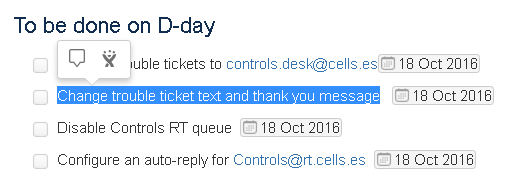 To be done on D-day
ouble tickets to controls.desk@cells.es 18 Oct 2016
Change trouble ticket text and thank you message 18 Oct 2016
Disable Controls RT queue 18 Oct 2016
Configure an auto-reply for Controls@rt.cells.es 18 Oct 2016